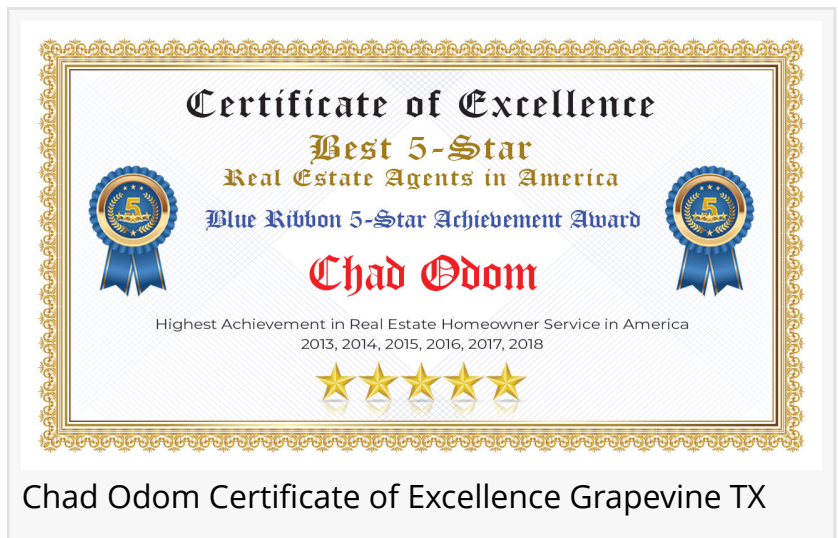 Certificate of Excellence
Best 5-Star
Real Estate Agents in America
Blue Ribbon 5-Star Achievement Award
5
5
Chad Odom
Highest Achievement in Real Estate Homeowner Service in America
2013, 2014, 2015, 2016, 2017, 2018
Chad Odom Certificate of Excellence Grapevine TX